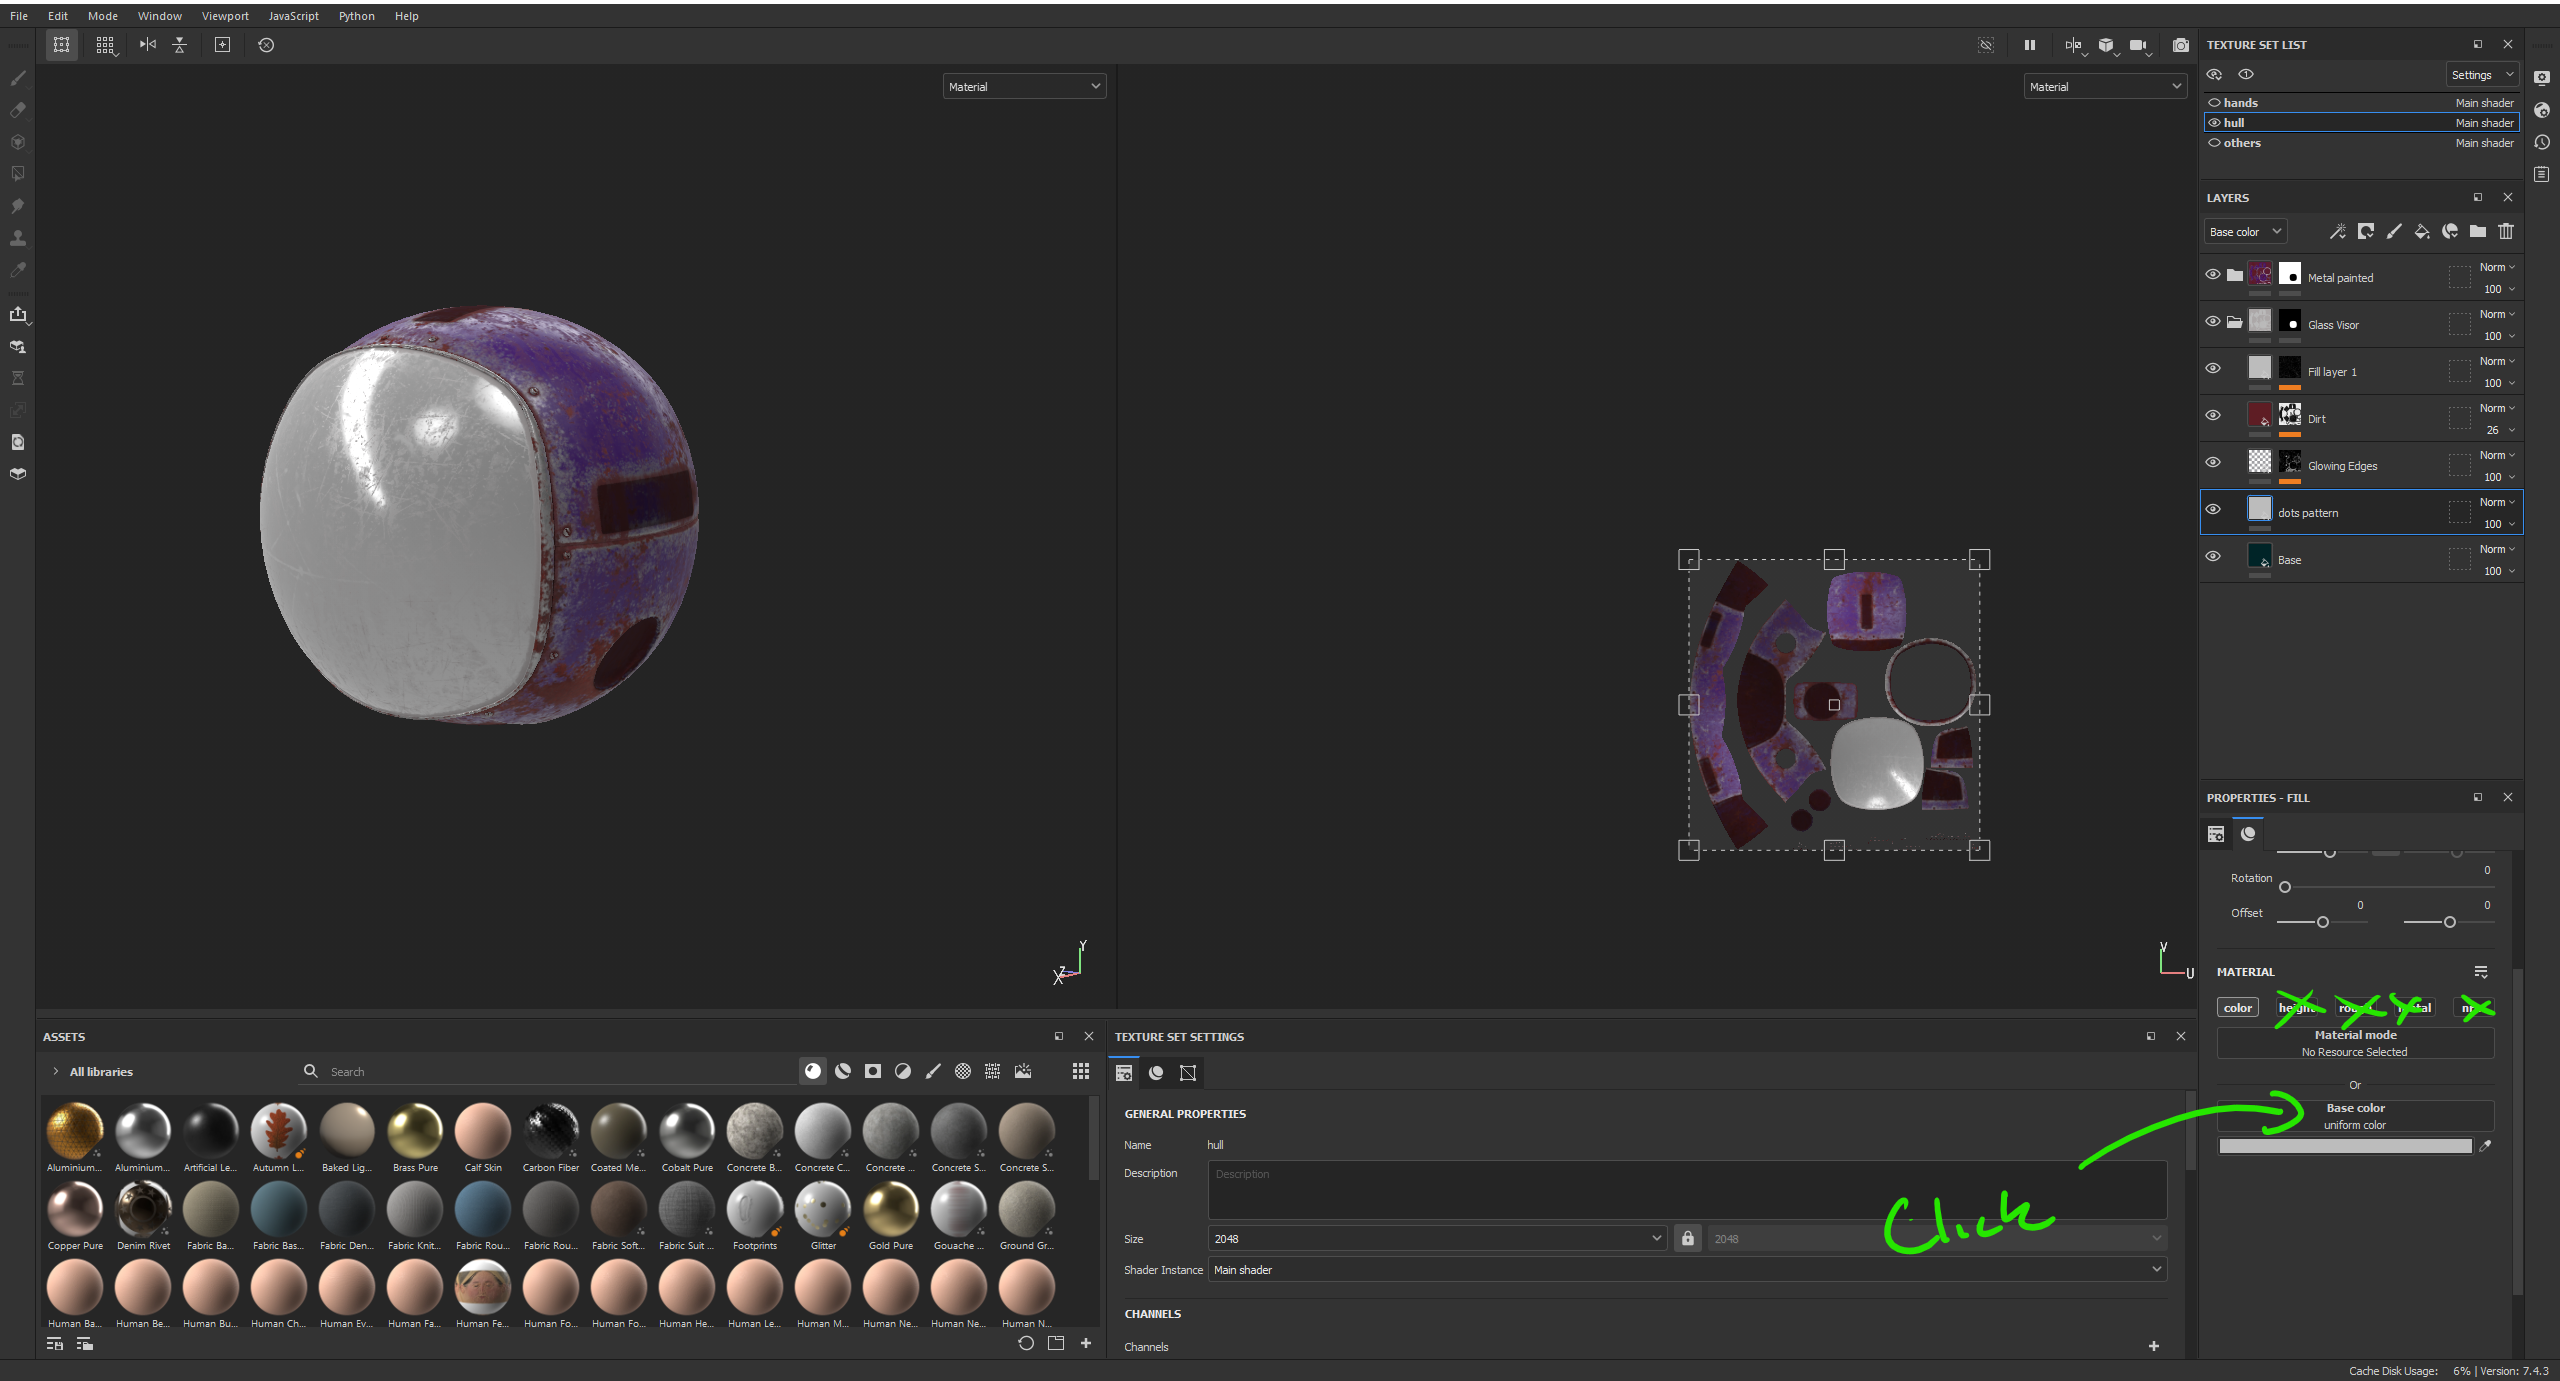 File Edit Mode Window Viewport JavaScript Python Help
Material
Material
TEXTURE SET LIST
Settings
hands Main shader
hull Main shader
others Main shader
LAYERS
Base color
Metal painted Norm 100
Glass Visor Norm 100
Fill layer 1 Norm 100
Dirt Norm 26
Glowing Edges Norm 100
dots pattern Norm 100
Base Norm 100
Y
Z
X
V
U
PROPERTIES - FILL
Rotation 0
Offset 0 0
MATERIAL
color
Material mode
No Resource Selected
Or
Base color
uniform color
Click
ASSETS
All libraries
Search
Aluminium... Aluminium... Artificial Le... Autumn L... Baked Lig... Brass Pure Calf Skin Carbon Fiber Coated Me... Cobalt Pure Concrete B... Concrete C... Concrete ... Concrete S... Concrete S...
Copper Pure Denim Rivet Fabric Ba... Fabric Bas... Fabric Den... Fabric Knit... Fabric Rou... Fabric Rou... Fabric Soft... Fabric Suit ... Footprints Glitter Gold Pure Gouache ... Ground Gr...
Human Ba... Human Be... Human Bu... Human Ch... Human Ev... Human Fa... Human Fe... Human Fo... Human Fo... Human He... Human Le... Human M... Human Ne... Human Ne... Human N...
TEXTURE SET SETTINGS
GENERAL PROPERTIES
Name hull
Description Description
Size 2048 2048
Shader Instance Main shader
CHANNELS
Channels
Cache Disk Usage: 6% | Version: 7.4.3